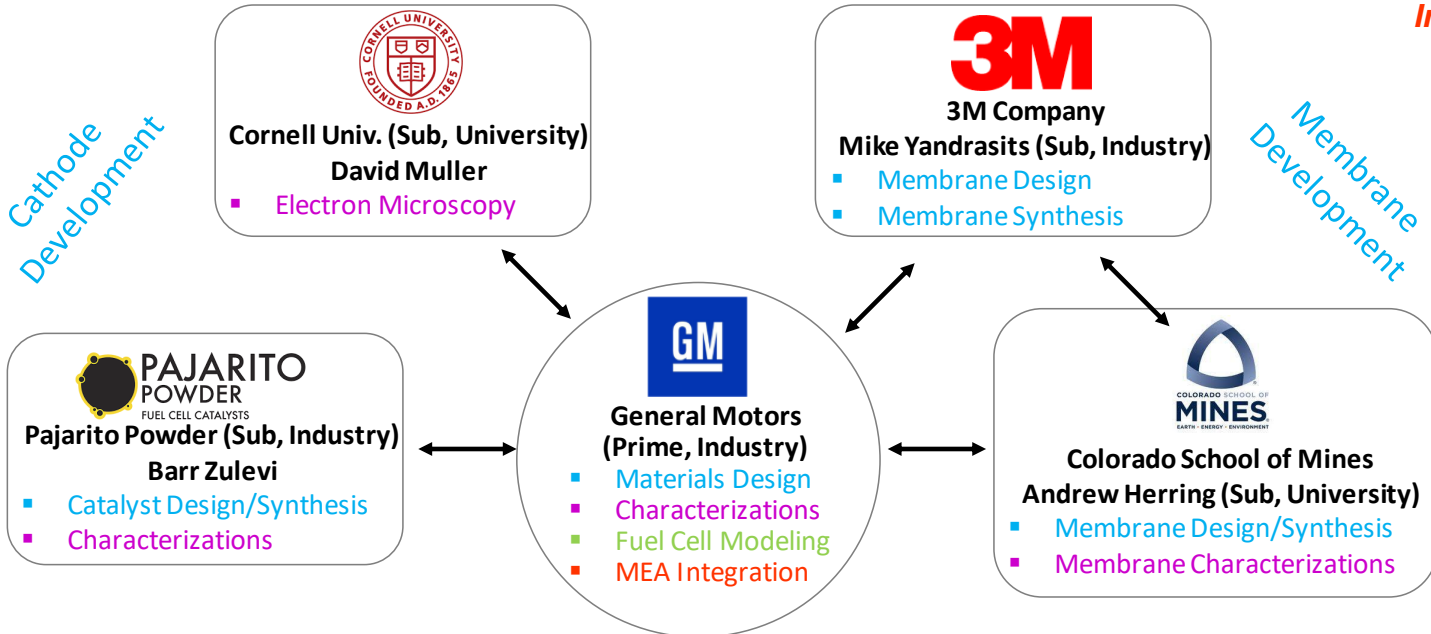 CORNELL UNIVERSITY
FOUNDED A.D. 1865
Cornell Univ. (Sub, University)
David Muller
▪ Electron Microscopy
3M
3M Company
Mike Yandrasits (Sub, Industry)
▪ Membrane Design
▪ Membrane Synthesis
Cathode
Development
Membrane
Development
PAJARITO
POWDER
FUEL CELL CATALYSTS
Pajarito Powder (Sub, Industry)
Barr Zulevi
▪ Catalyst Design/Synthesis
▪ Characterizations
GM
General Motors
(Prime, Industry)
▪ Materials Design
▪ Characterizations
▪ Fuel Cell Modeling
▪ MEA Integration
COLORADO SCHOOL OF
MINES
EARTH • ENERGY • ENVIRONMENT
Colorado School of Mines
Andrew Herring (Sub, University)
▪ Membrane Design/Synthesis
▪ Membrane Characterizations